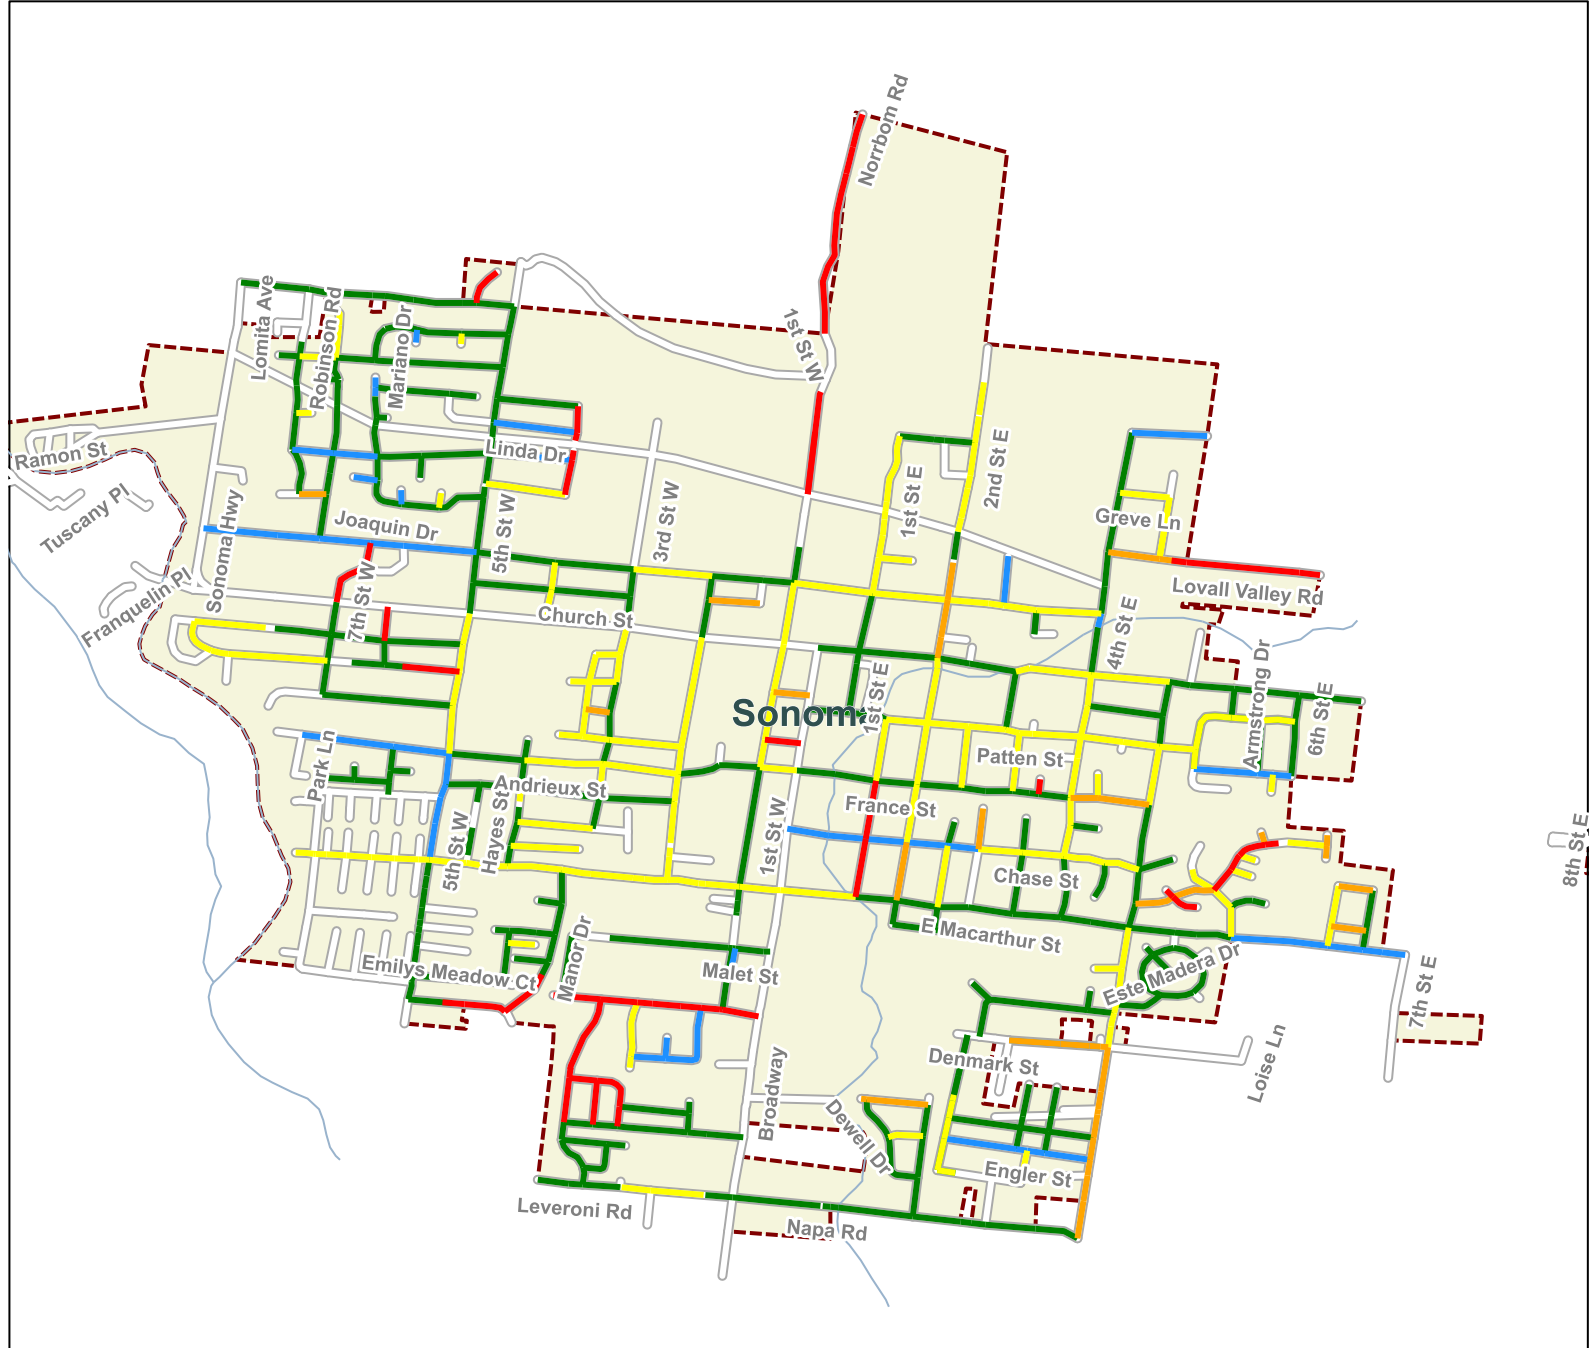 Norrbom Rd
Lomita Ave
Robinson Rd
Mariano Dr
1st St W
Ramon St
Linda Dr
Tuscany Pl
Sonoma Hwy
Joaquin Dr
5th St W
3rd St W
1st St E
2nd St E
Greve Ln
Lovall Valley Rd
Franquelin Pl
7th St W
Church St
4th St E
Armstrong Dr
6th St E
1st St E
Sonoma
Park Ln
Patten St
Andrieux St
France St
5th St W
Hayes St
1st St W
Chase St
8th St E
E Macarthur St
Emilys Meadow Ct
Manor Dr
Malet St
Este Madera Dr
7th St E
Loise Ln
Denmark St
Broadway
Dewell Dr
Engler St
Leveroni Rd
Napa Rd